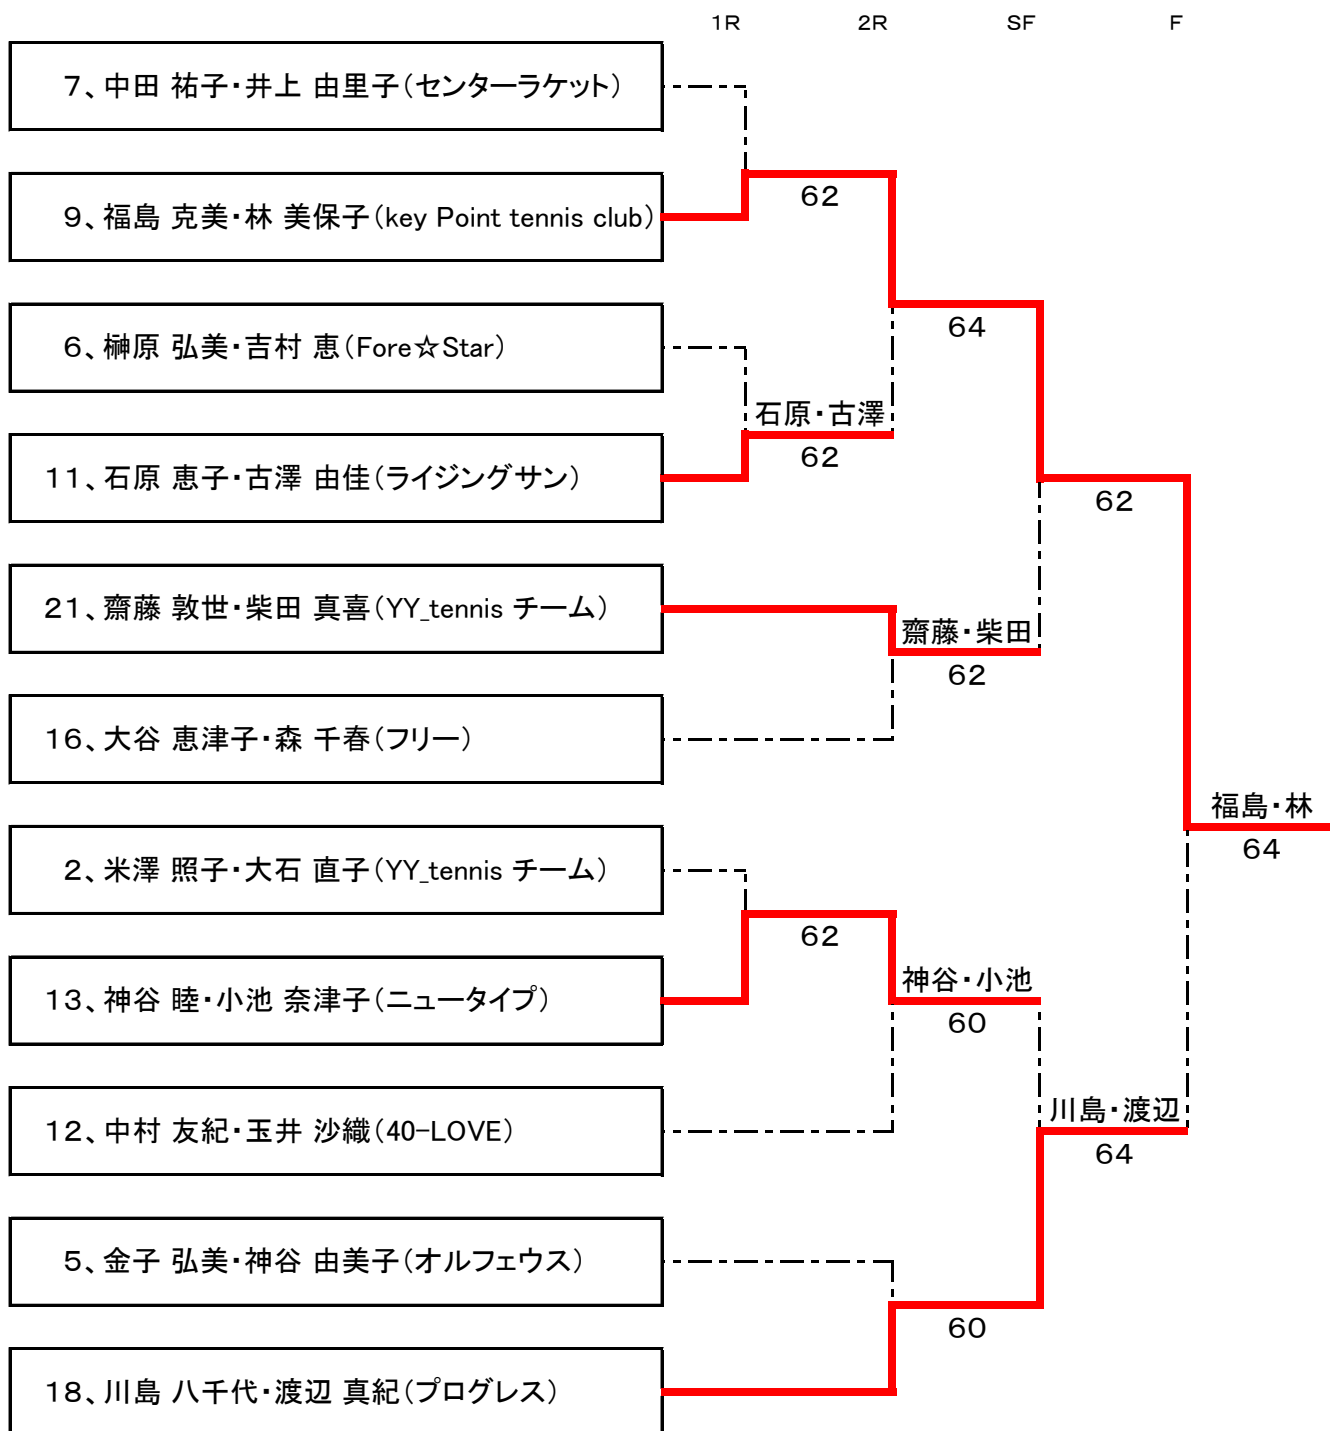 1R 2R SF F
7、中田 祐子・井上 由里子(センターラケット)
62
9、福島 克美・林 美保子(key Point tennis club)
64
6、榊原 弘美・吉村 恵(Fore☆Star)
石原・古澤
62
11、石原 恵子・古澤 由佳(ライジングサン)
62
21、齋藤 敦世・柴田 真喜(YY_tennis チーム)
齋藤・柴田
62
16、大谷 恵津子・森 千春(フリー)
福島・林
64
2、米澤 照子・大石 直子(YY_tennis チーム)
62
13、神谷 睦・小池 奈津子(ニュータイプ)
神谷・小池
60
12、中村 友紀・玉井 沙織(40-LOVE)
川島・渡辺
64
5、金子 弘美・神谷 由美子(オルフェウス)
60
18、川島 八千代・渡辺 真紀(プログレス)